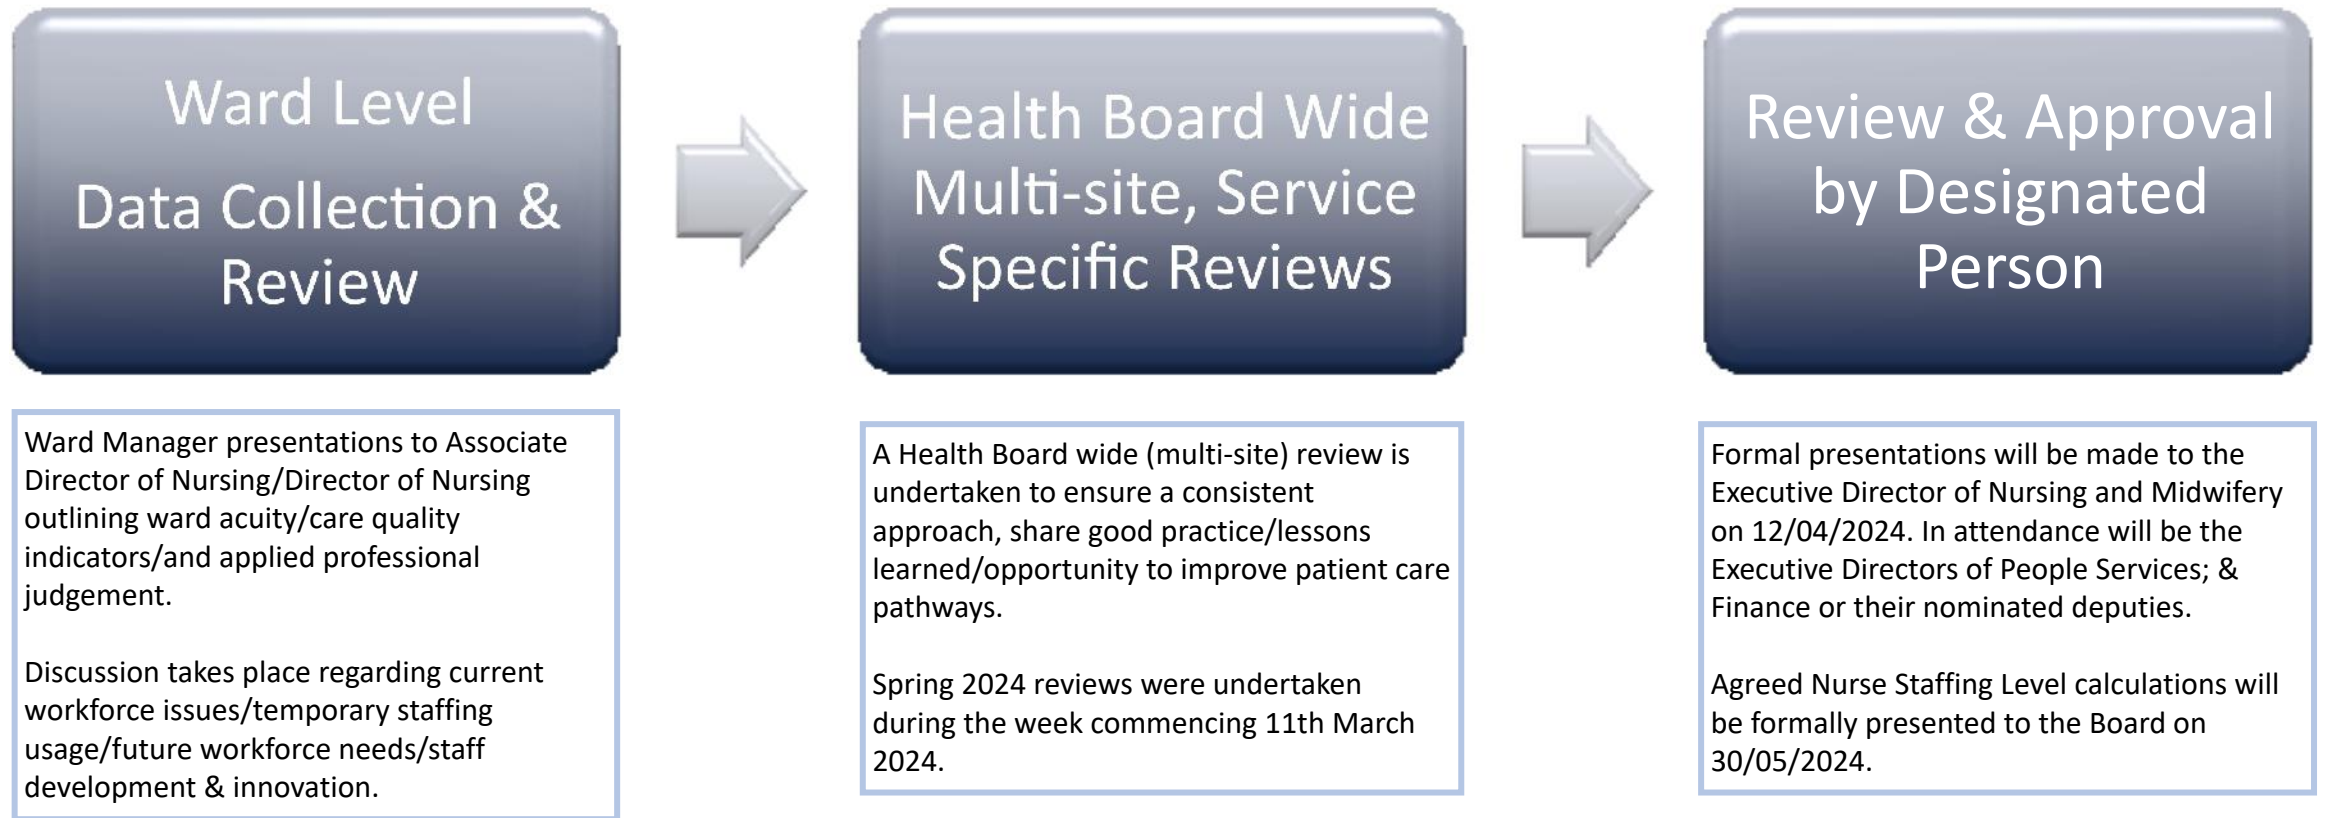 Ward Level
Data Collection &
Review
Health Board Wide
Multi-site, Service
Specific Reviews
Review & Approval
by Designated
Person
Ward Manager presentations to Associate
Director of Nursing/Director of Nursing
outlining ward acuity/care quality
indicators/and applied professional
judgement.
Discussion takes place regarding current
workforce issues/temporary staffing
usage/future workforce needs/staff
development & innovation.
A Health Board wide (multi-site) review is
undertaken to ensure a consistent
approach, share good practice/lessons
learned/opportunity to improve patient care
pathways.
Spring 2024 reviews were undertaken
during the week commencing 11th March
2024.
Formal presentations will be made to the
Executive Director of Nursing and Midwifery
on 12/04/2024. In attendance will be the
Executive Directors of People Services; &
Finance or their nominated deputies.
Agreed Nurse Staffing Level calculations will
be formally presented to the Board on
30/05/2024.